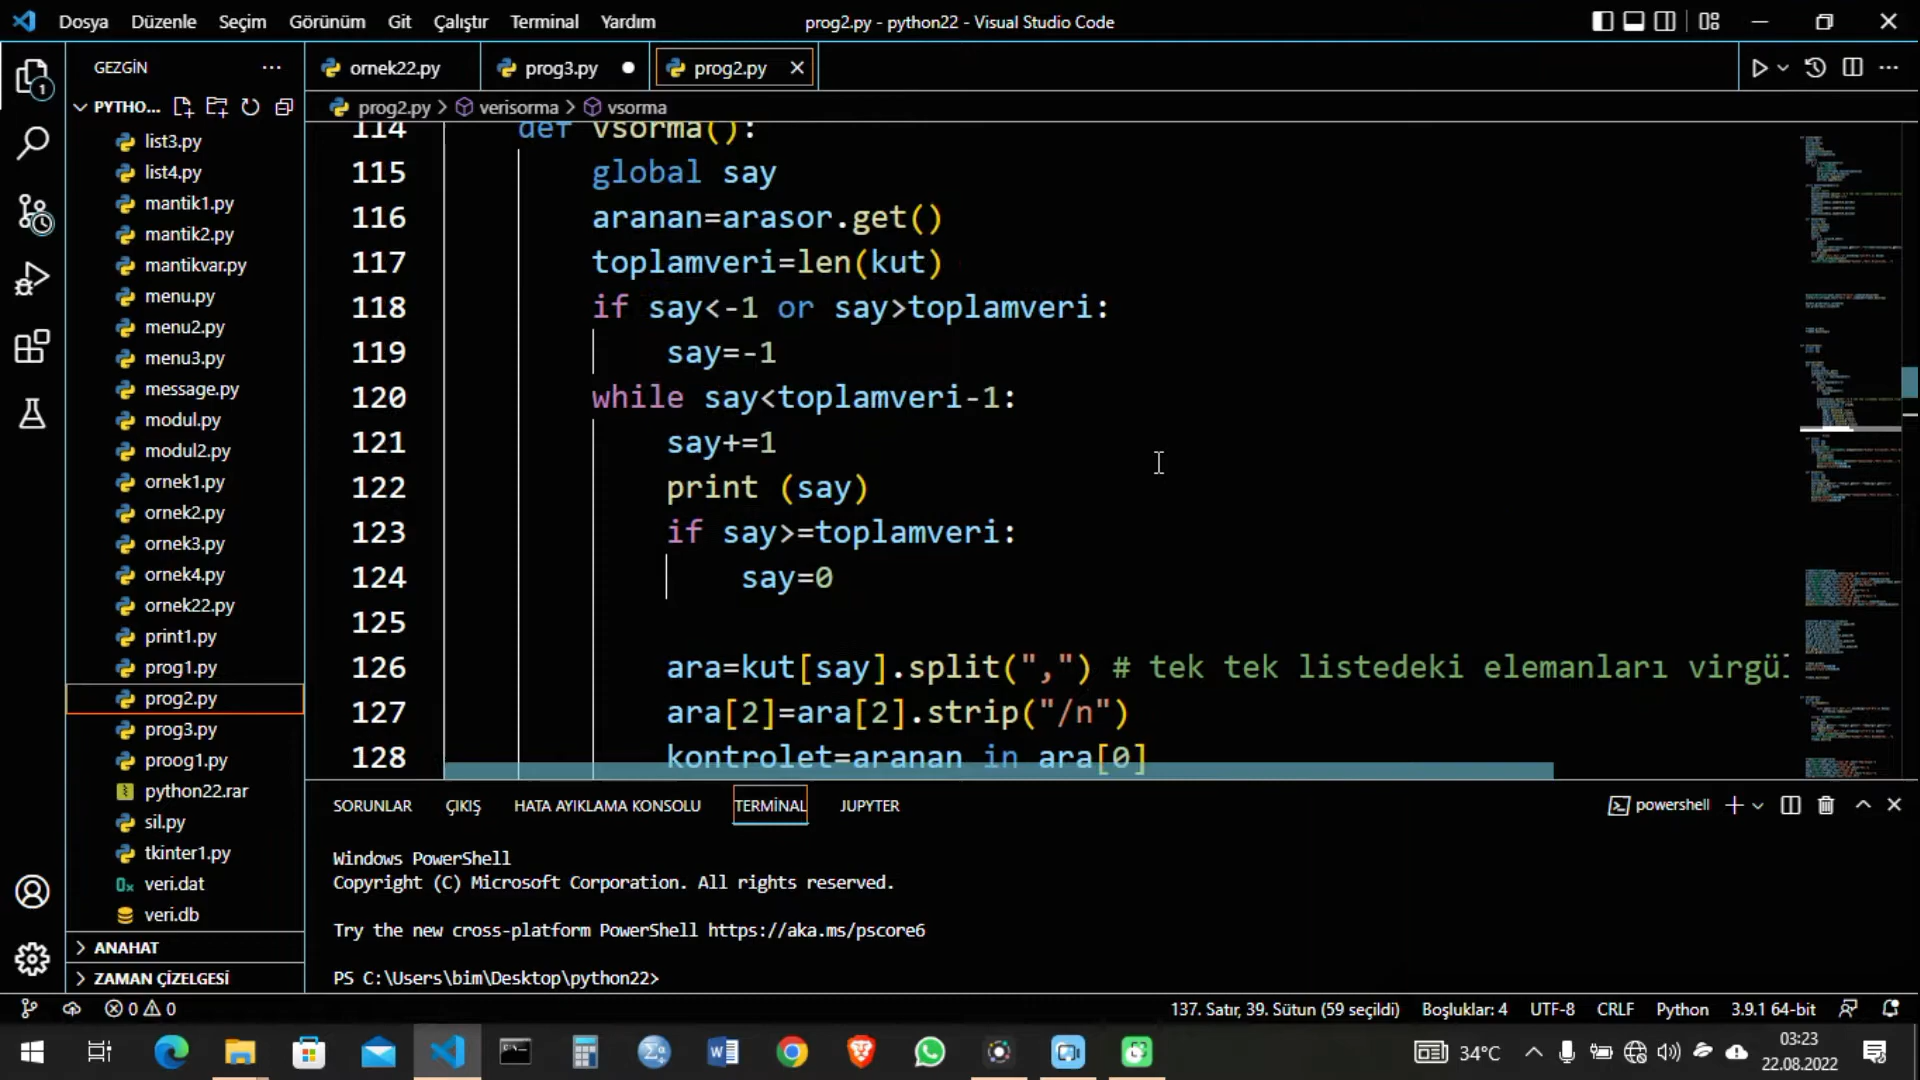 Dosya Düzenle Seçim Görünüm Git Çalıştır Terminal Yardım
prog2.py - python22 - Visual Studio Code
GEZGİN
ornek22.py
prog3.py
prog2.py
PYTHO...
prog2.py > verisorma > vsorma
1
list3.py
list4.py
mantik1.py
mantik2.py
mantikvar.py
menu.py
menu2.py
menu3.py
message.py
modul.py
modul2.py
ornek1.py
ornek2.py
ornek3.py
ornek4.py
ornek22.py
print1.py
prog1.py
prog2.py
prog3.py
proog1.py
python22.rar
sil.py
tkinter1.py
veri.dat
veri.db
ANAHAT
ZAMAN ÇİZELGESİ
114 def vsorma():
115 global say
116 aranan=arasor.get()
117 toplamveri=len(kut)
118 if say<-1 or say>toplamveri:
119 say=-1
120 while say<toplamveri-1:
121 say+=1
122 print (say)
123 if say>=toplamveri:
124 say=0
125
126 ara=kut[say].split(",") # tek tek listedeki elemanları virgül
127 ara[2]=ara[2].strip("/n")
128 kontrolet=aranan in ara[0]
SORUNLAR ÇIKIŞ HATA AYIKLAMA KONSOLU TERMİNAL JUPYTER
powershell
Windows PowerShell
Copyright (C) Microsoft Corporation. All rights reserved.
Try the new cross-platform PowerShell https://aka.ms/pscore6
PS C:\Users\bim\Desktop\python22>
0 0
137. Satır, 39. Sütun (59 seçildi) Boşluklar: 4 UTF-8 CRLF Python 3.9.1 64-bit
34°C
03:23
22.08.2022